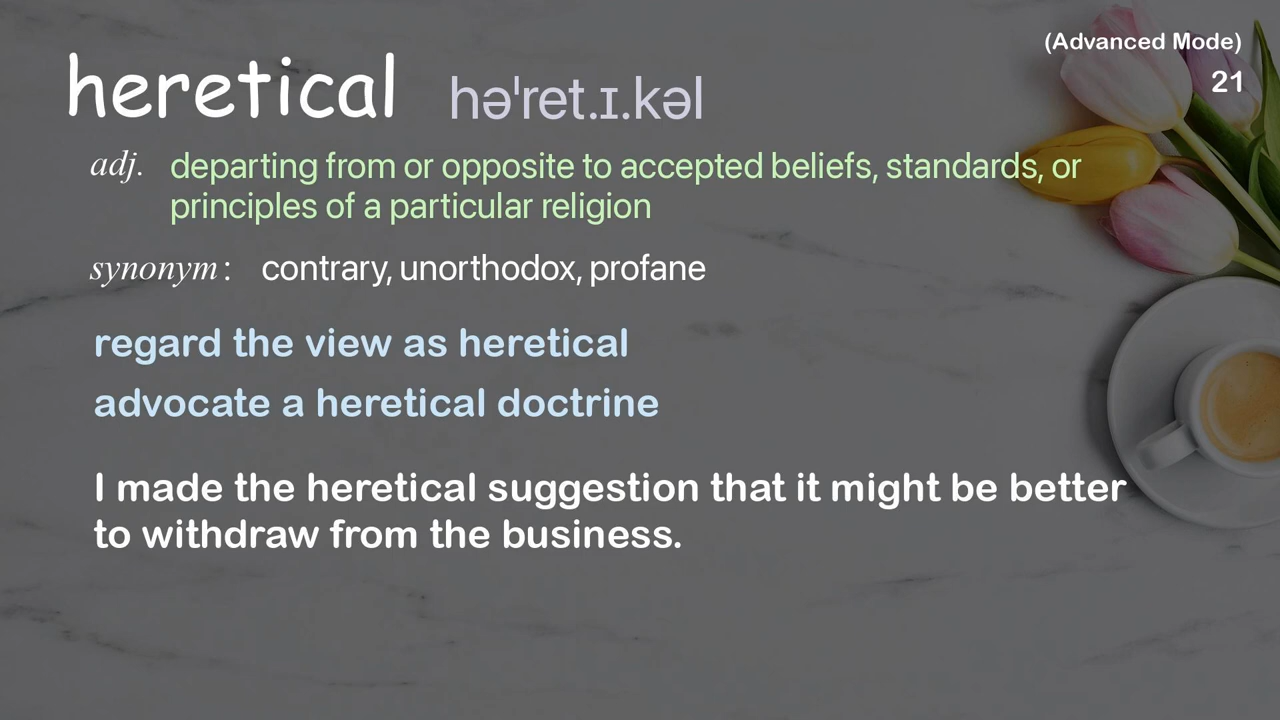 (Advanced Mode)
21
heretical həˈret.ɪ.kəl
adj. departing from or opposite to accepted beliefs, standards, or
principles of a particular religion
synonym : contrary, unorthodox, profane
regard the view as heretical
advocate a heretical doctrine
I made the heretical suggestion that it might be better
to withdraw from the business.